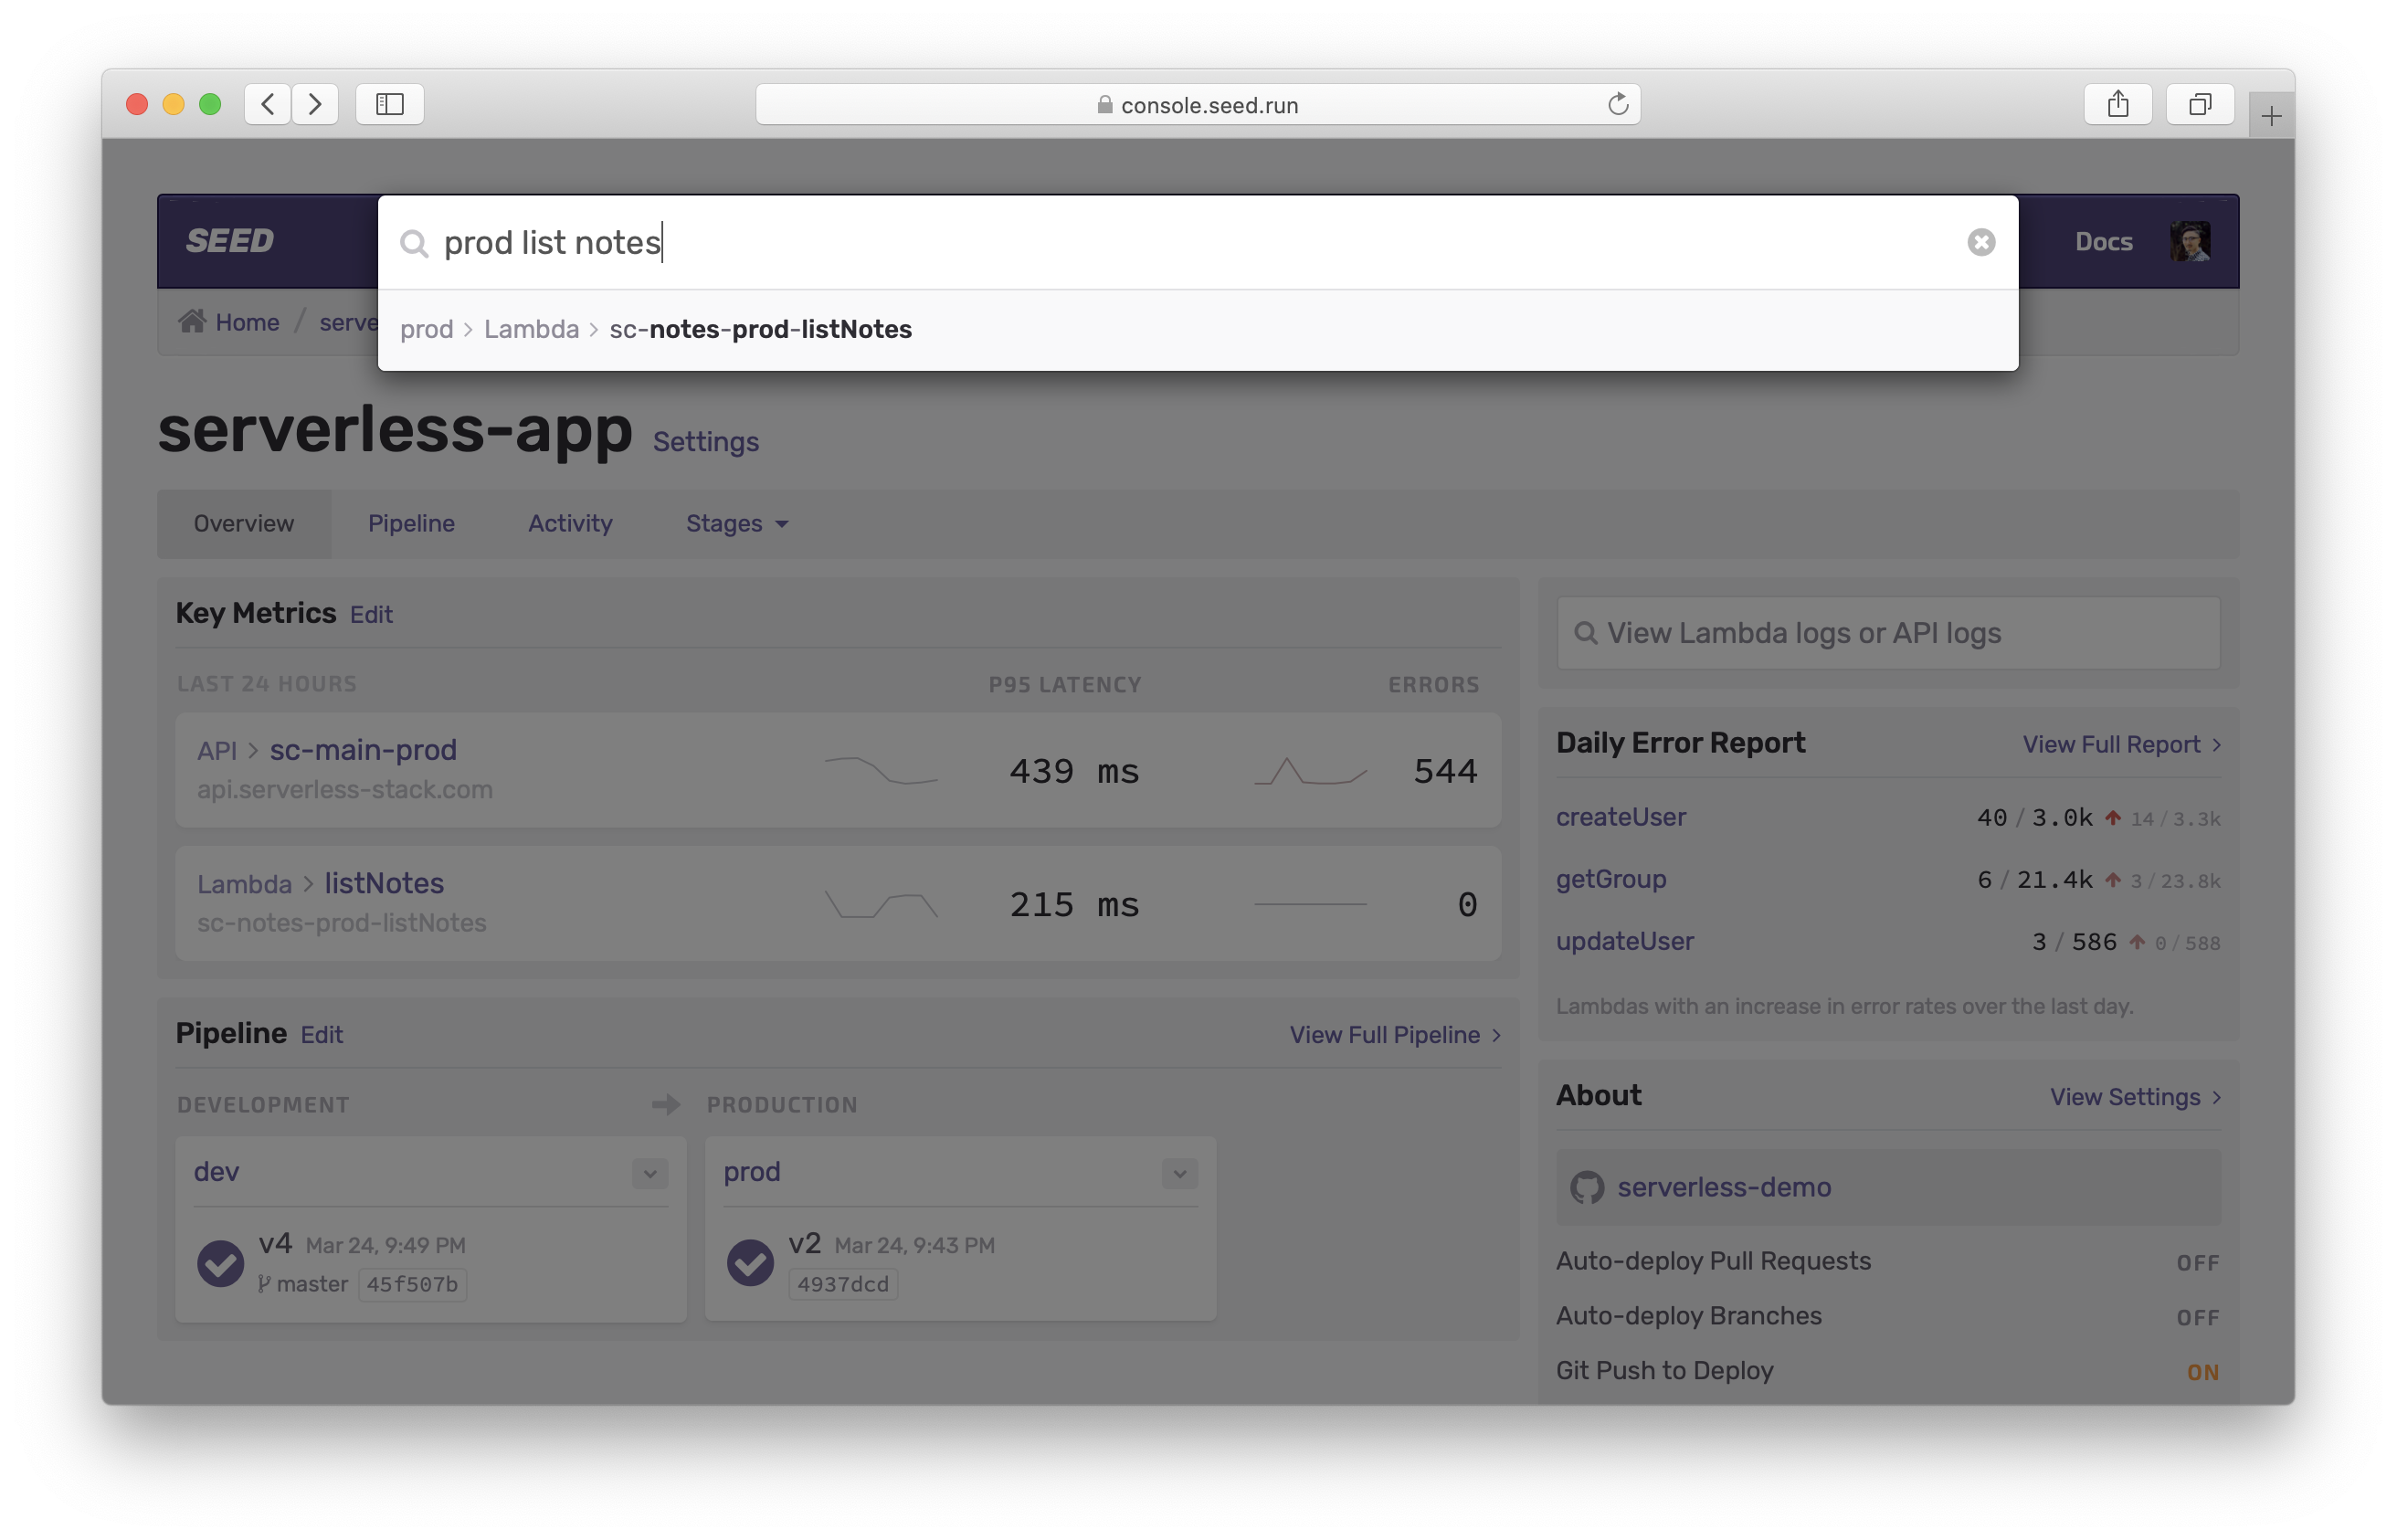 console.seed.run
SEED
prod list notes
Docs
Home / serve
prod > Lambda > sc-notes-prod-listNotes
serverless-app Settings
Overview Pipeline Activity Stages
Key Metrics Edit
LAST 24 HOURS P95 LATENCY ERRORS
API > sc-main-prod
api.serverless-stack.com
439 ms 544
Lambda > listNotes
sc-notes-prod-listNotes
215 ms 0
Pipeline Edit View Full Pipeline >
DEVELOPMENT PRODUCTION
dev
v4 Mar 24, 9:49 PM
master 45f507b
prod
v2 Mar 24, 9:43 PM
4937dcd
View Lambda logs or API logs
Daily Error Report View Full Report >
createUser 40 / 3.0k 14 / 3.3k
getGroup 6 / 21.4k 3 / 23.8k
updateUser 3 / 586 0 / 588
Lambdas with an increase in error rates over the last day.
About View Settings >
serverless-demo
Auto-deploy Pull Requests OFF
Auto-deploy Branches OFF
Git Push to Deploy ON